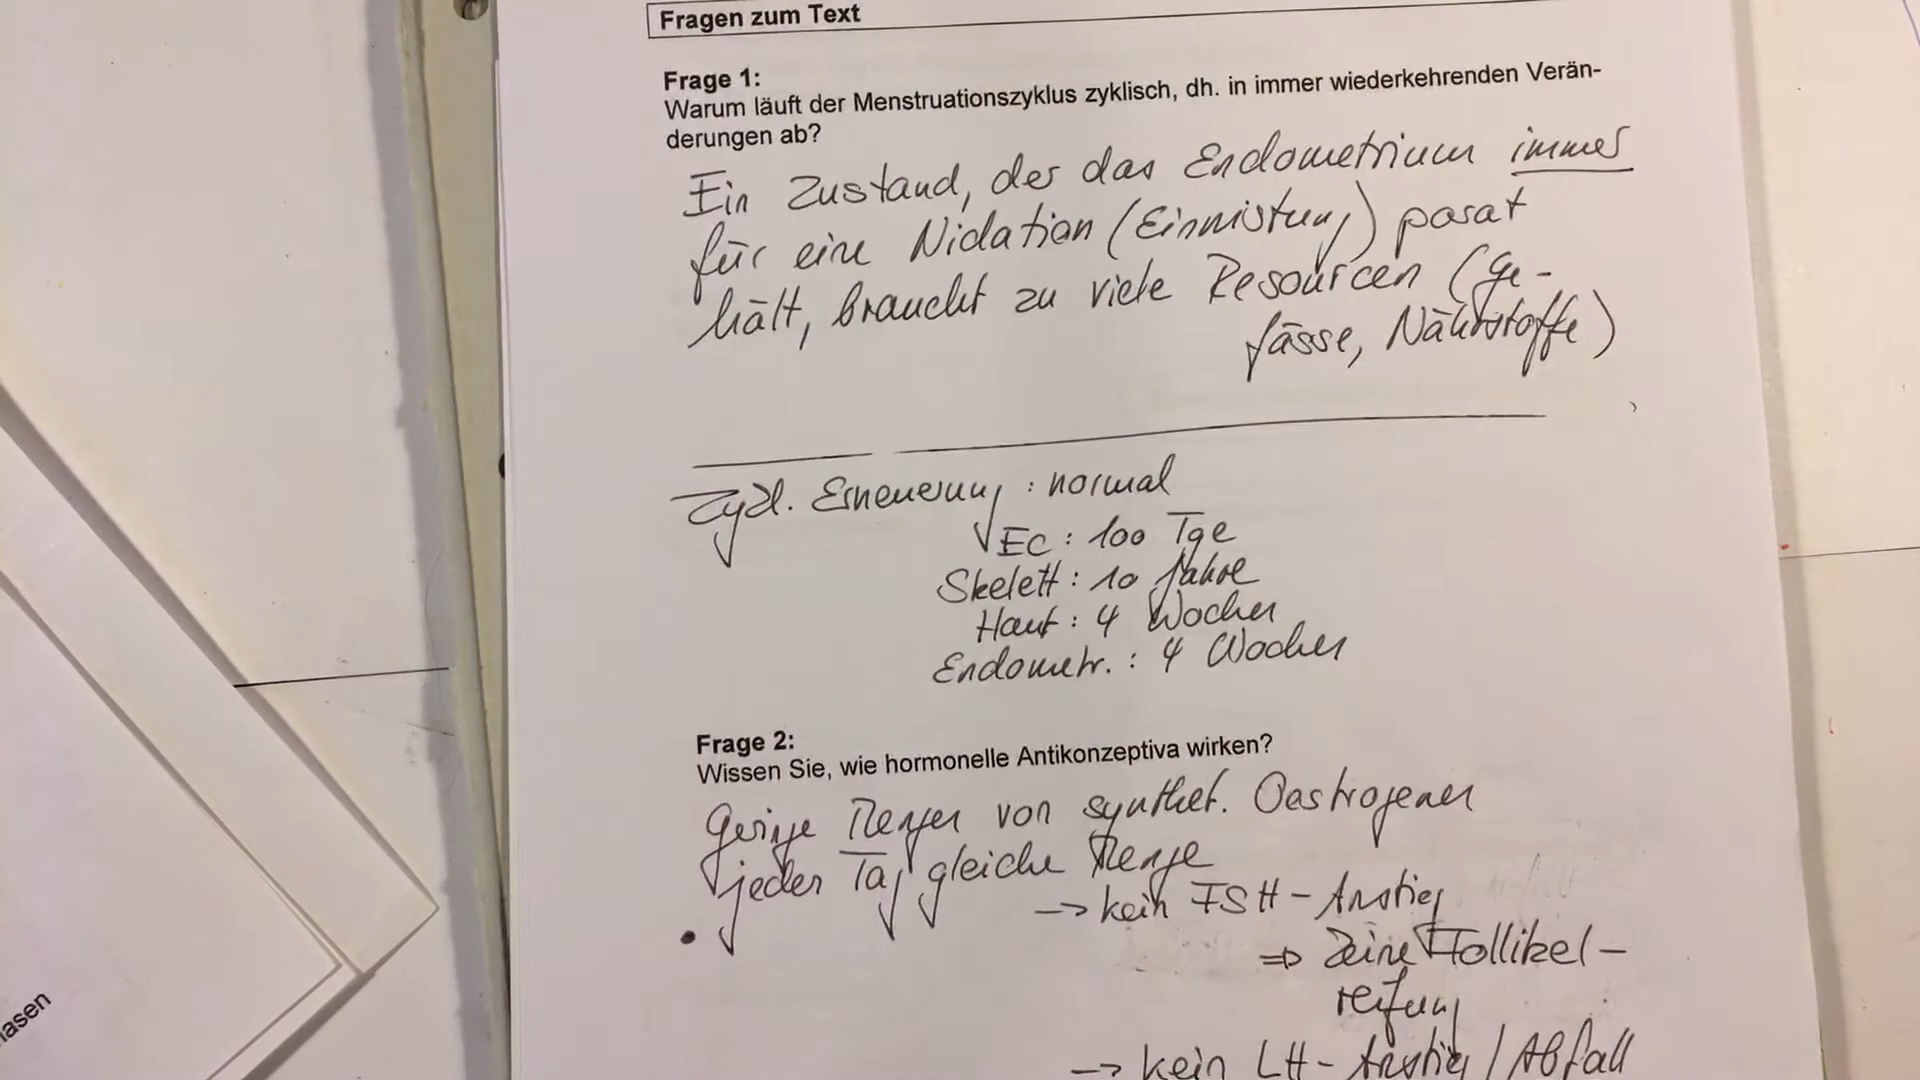 Fragen zum Text
Frage 1:
Warum läuft der Menstruationszyklus zyklisch, dh. in immer wiederkehrenden Verän-
derungen ab?
Ein Zustand, der das Endometrium immer
für eine Nidation (Einnistung) parat
hält, braucht zu viele Resourcen (Ge-
fässe, Nährstoffe)
Zykl. Erneuerung: normal
Ec: 100 Tge
Skelett: 10 Jahre
Haut: 4 Wochen
Endometr.: 4 Wochen
Frage 2:
Wissen Sie, wie hormonelle Antikonzeptiva wirken?
Geringe Mengen von synthet. Oestrogenen
jeden Tag gleiche Menge
-> kein FSH-Anstieg
=> keine Follikel-
reifung
-> kein LH-Anstieg/Abfall
asen